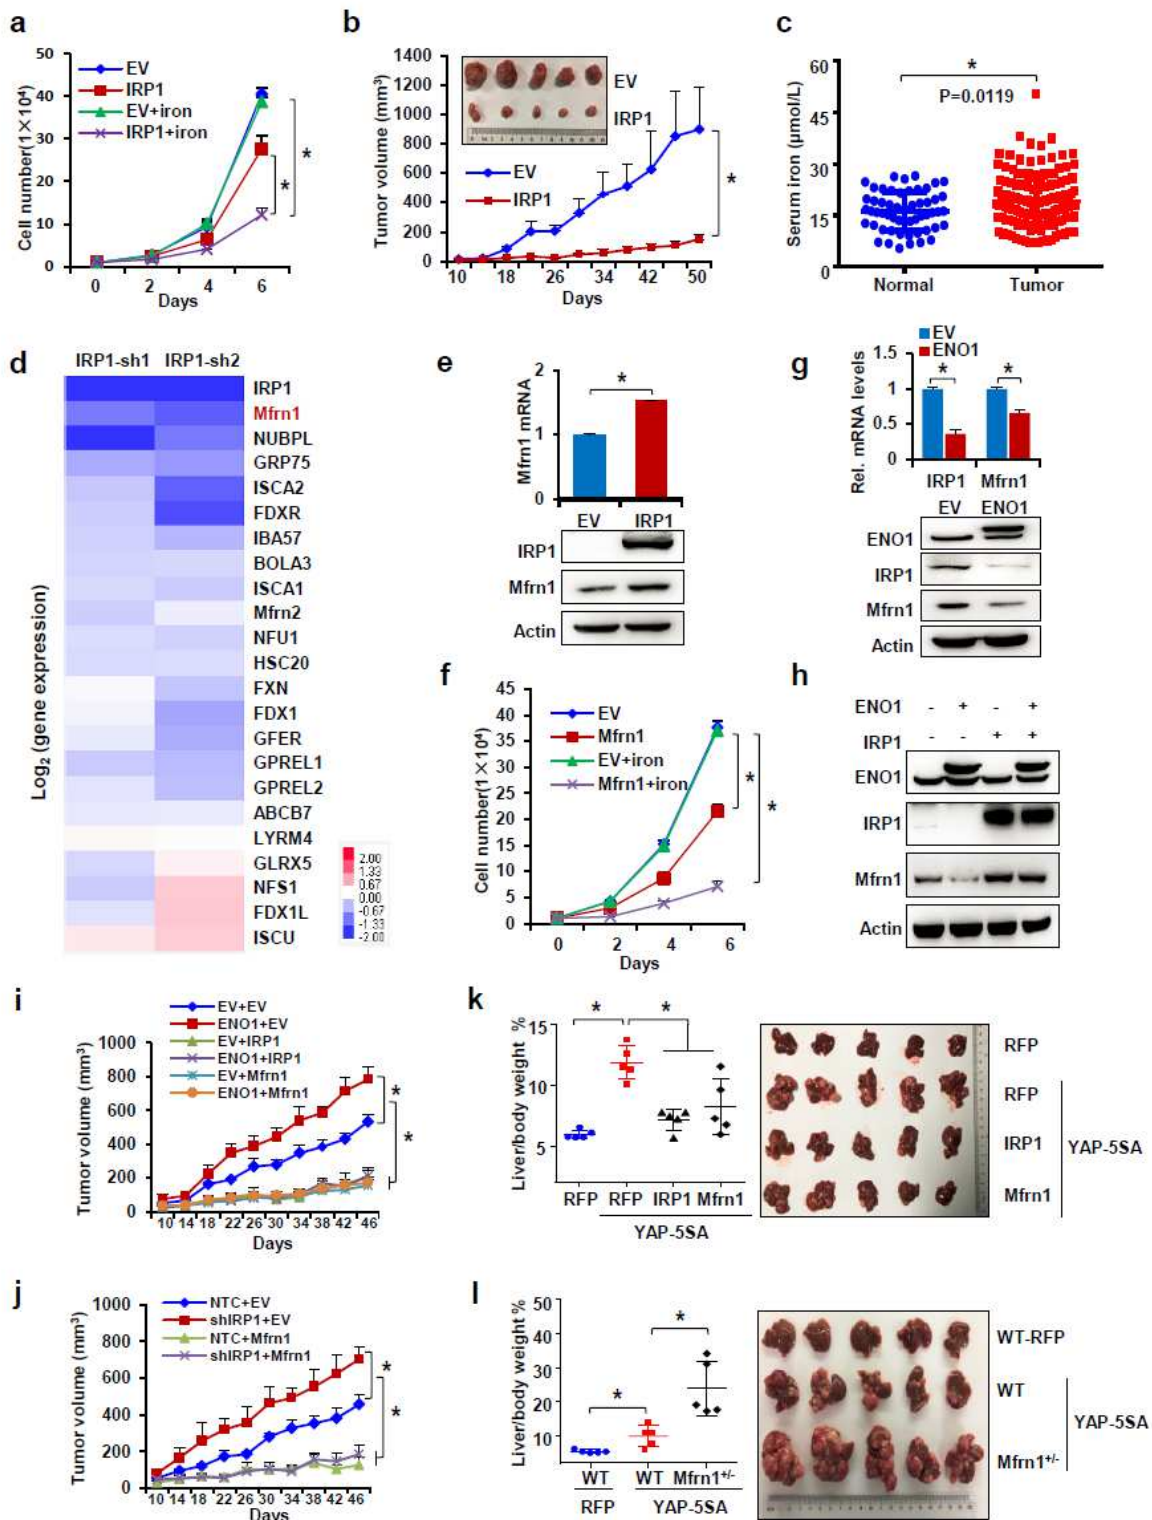 a
50
40
30
20
10
0
Cell number(1×10⁴)
EV
IRP1
EV+iron
IRP1+iron
*
*
0 2 4 6
Days
b
1400
1200
1000
800
600
400
200
0
Tumor volume (mm³)
EV
IRP1
EV
IRP1
*
10 18 26 34 42 50
Days
c
60
45
30
15
0
Serum iron (µmol/L)
*
P=0.0119
Normal Tumor
d
IRP1-sh1 IRP1-sh2
Log₂ (gene expression)
IRP1
Mfrn1
NUBPL
GRP75
ISCA2
FDXR
IBA57
BOLA3
ISCA1
Mfrn2
NFU1
HSC20
FXN
FDX1
GFER
GPREL1
GPREL2
ABCB7
LYRM4
GLRX5
NFS1
FDX1L
ISCU
2.00
1.33
0.67
0.00
-0.67
-1.33
-2.00
e
2
1
0
Mfrn1 mRNA
*
EV IRP1
IRP1
Mfrn1
Actin
g
EV
ENO1
1.5
1
0.5
0
Rel. mRNA levels
* *
IRP1 Mfrn1
EV ENO1
ENO1
IRP1
Mfrn1
Actin
f
45
40
35
30
25
20
15
10
5
0
Cell number(1×10⁴)
EV
Mfrn1
EV+iron
Mfrn1+iron
*
*
0 2 4 6
Days
h
ENO1 - + - +
IRP1 - - + +
ENO1
IRP1
Mfrn1
Actin
i
EV+EV
ENO1+EV
EV+IRP1
ENO1+IRP1
EV+Mfrn1
ENO1+Mfrn1
1000
800
600
400
200
0
Tumor volume (mm³)
*
*
10 14 18 22 26 30 34 38 42 46
Days
k
15
10
5
Liver/body weight %
* *
RFP RFP IRP1 Mfrn1
YAP-5SA
RFP
RFP
IRP1
Mfrn1
YAP-5SA
j
NTC+EV
shIRP1+EV
NTC+Mfrn1
shIRP1+Mfrn1
1000
800
600
400
200
0
Tumor volume (mm³)
*
*
10 14 18 22 26 30 34 38 42 46
Days
l
50
40
30
20
10
Liver/body weight%
*
*
WT WT Mfrn1⁺/⁻
RFP YAP-5SA
WT-RFP
WT
Mfrn1⁺/⁻
YAP-5SA